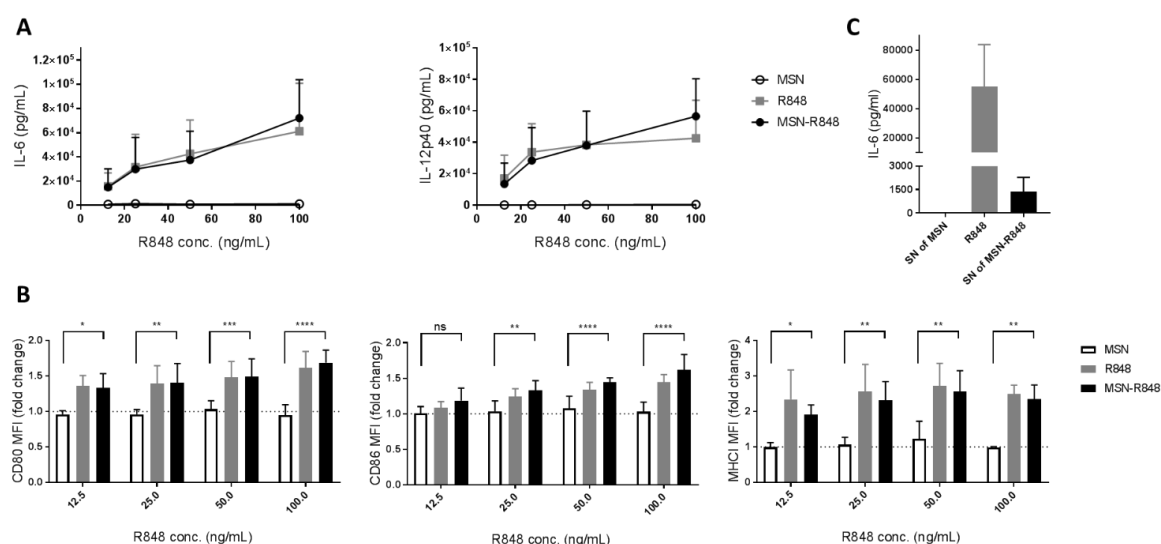 A
IL-6 (pg/mL)
1.2×10⁵
1×10⁵
8×10⁴
6×10⁴
4×10⁴
2×10⁴
0
0 20 40 60 80 100
R848 conc. (ng/mL)
IL-12p40 (pg/mL)
1×10⁵
8×10⁴
6×10⁴
4×10⁴
2×10⁴
0
0 20 40 60 80 100
R848 conc. (ng/mL)
MSN
R848
MSN-R848
C
IL-6 (pg/ml)
80000
60000
40000
20000
3000
1500
0
SN of MSN
R848
SN of MSN-R848
B
CD80 MFI (fold change)
2.0
1.5
1.0
0.5
0.0
* ** *** ****
12.5 25.0 50.0 100.0
R848 conc. (ng/mL)
CD86 MFI (fold change)
2.0
1.5
1.0
0.5
0.0
ns ** **** ****
12.5 25.0 50.0 100.0
R848 conc. (ng/mL)
MHCI MFI (fold change)
4
3
2
1
0
* ** ** **
12.5 25.0 50.0 100.0
R848 conc. (ng/mL)
MSN
R848
MSN-R848